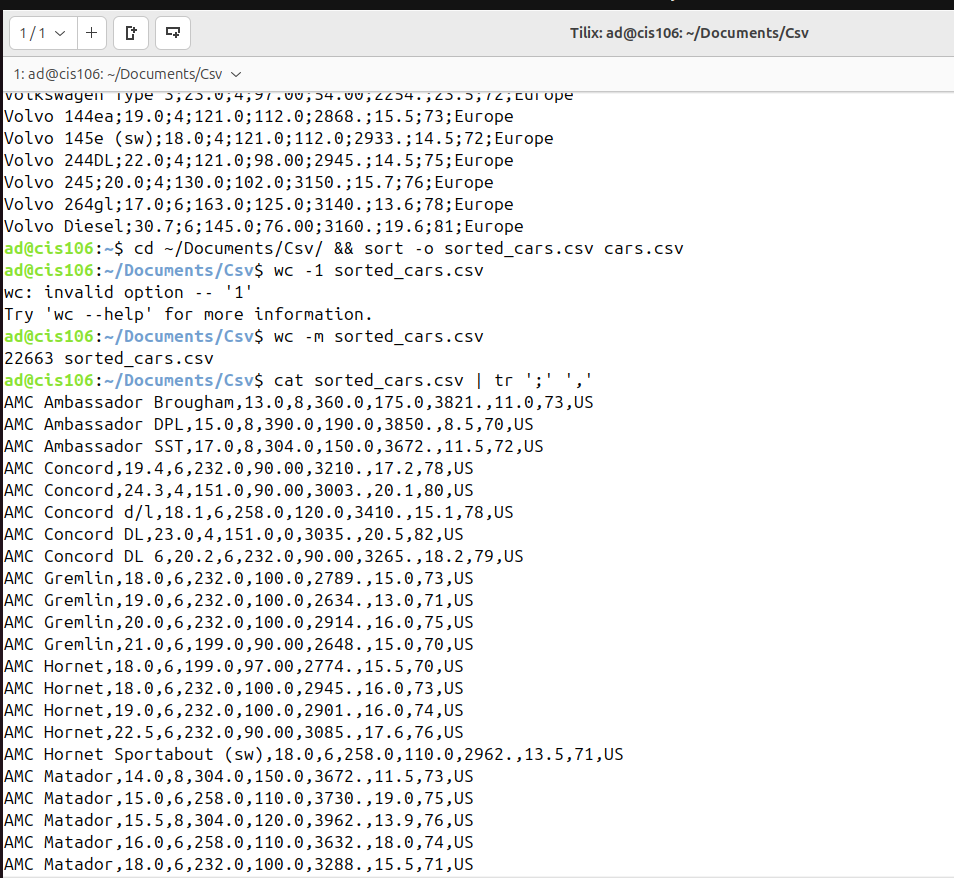 1 / 1
Tilix: ad@cis106: ~/Documents/Csv
1: ad@cis106: ~/Documents/Csv
Volkswagen Type 3;23.0;4;97.00;54.00;2254.;23.5;72;Europe
Volvo 144ea;19.0;4;121.0;112.0;2868.;15.5;73;Europe
Volvo 145e (sw);18.0;4;121.0;112.0;2933.;14.5;72;Europe
Volvo 244DL;22.0;4;121.0;98.00;2945.;14.5;75;Europe
Volvo 245;20.0;4;130.0;102.0;3150.;15.7;76;Europe
Volvo 264gl;17.0;6;163.0;125.0;3140.;13.6;78;Europe
Volvo Diesel;30.7;6;145.0;76.00;3160.;19.6;81;Europe
ad@cis106:~$ cd ~/Documents/Csv/ && sort -o sorted_cars.csv cars.csv
ad@cis106:~/Documents/Csv$ wc -1 sorted_cars.csv
wc: invalid option -- '1'
Try 'wc --help' for more information.
ad@cis106:~/Documents/Csv$ wc -m sorted_cars.csv
22663 sorted_cars.csv
ad@cis106:~/Documents/Csv$ cat sorted_cars.csv | tr ';' ','
AMC Ambassador Brougham,13.0,8,360.0,175.0,3821.,11.0,73,US
AMC Ambassador DPL,15.0,8,390.0,190.0,3850.,8.5,70,US
AMC Ambassador SST,17.0,8,304.0,150.0,3672.,11.5,72,US
AMC Concord,19.4,6,232.0,90.00,3210.,17.2,78,US
AMC Concord,24.3,4,151.0,90.00,3003.,20.1,80,US
AMC Concord d/l,18.1,6,258.0,120.0,3410.,15.1,78,US
AMC Concord DL,23.0,4,151.0,0,3035.,20.5,82,US
AMC Concord DL 6,20.2,6,232.0,90.00,3265.,18.2,79,US
AMC Gremlin,18.0,6,232.0,100.0,2789.,15.0,73,US
AMC Gremlin,19.0,6,232.0,100.0,2634.,13.0,71,US
AMC Gremlin,20.0,6,232.0,100.0,2914.,16.0,75,US
AMC Gremlin,21.0,6,199.0,90.00,2648.,15.0,70,US
AMC Hornet,18.0,6,199.0,97.00,2774.,15.5,70,US
AMC Hornet,18.0,6,232.0,100.0,2945.,16.0,73,US
AMC Hornet,19.0,6,232.0,100.0,2901.,16.0,74,US
AMC Hornet,22.5,6,232.0,90.00,3085.,17.6,76,US
AMC Hornet Sportabout (sw),18.0,6,258.0,110.0,2962.,13.5,71,US
AMC Matador,14.0,8,304.0,150.0,3672.,11.5,73,US
AMC Matador,15.0,6,258.0,110.0,3730.,19.0,75,US
AMC Matador,15.5,8,304.0,120.0,3962.,13.9,76,US
AMC Matador,16.0,6,258.0,110.0,3632.,18.0,74,US
AMC Matador,18.0,6,232.0,100.0,3288.,15.5,71,US